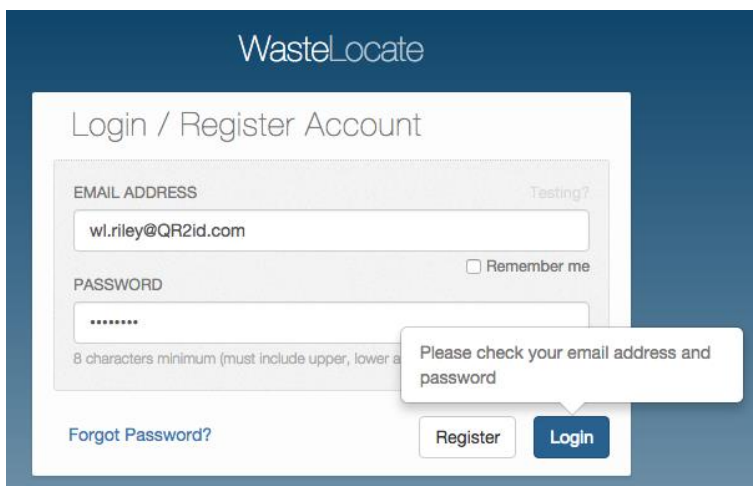 WasteLocate
Login / Register Account
EMAIL ADDRESS
Testing?
wl.riley@QR2id.com
Remember me
PASSWORD
••••••••
8 characters minimum (must include upper, lower a
Please check your email address and
password
Forgot Password?
Register
Login